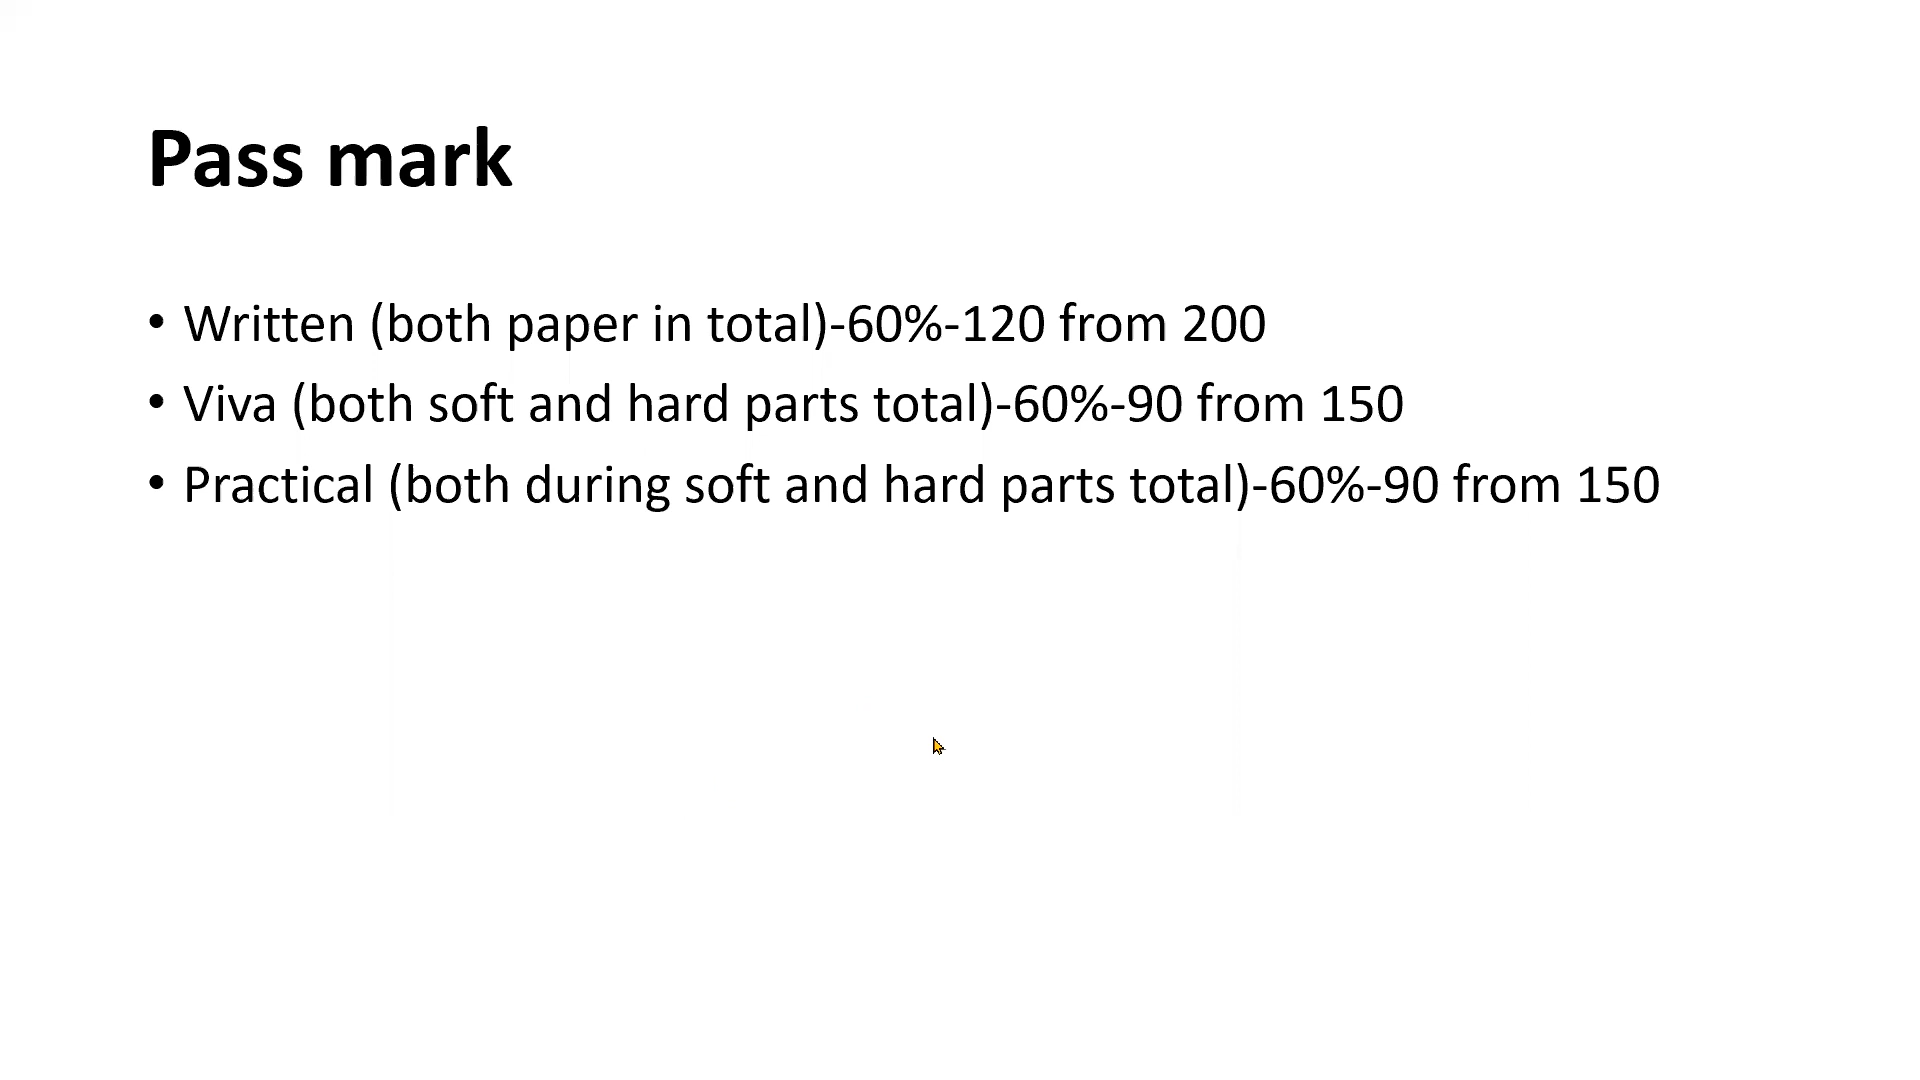 Pass mark
• Written (both paper in total)-60%-120 from 200
• Viva (both soft and hard parts total)-60%-90 from 150
• Practical (both during soft and hard parts total)-60%-90 from 150